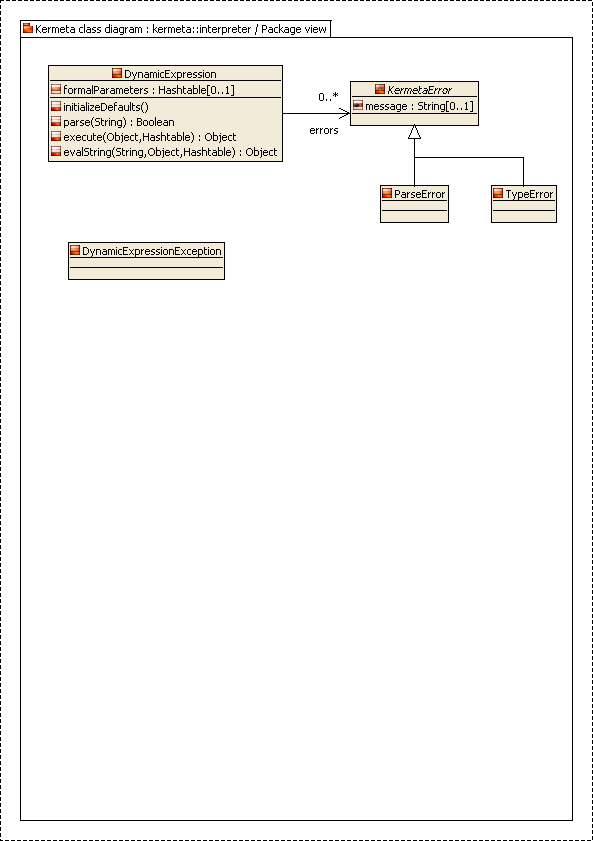 Kermeta class diagram : kermeta::interpreter / Package view
DynamicExpression
formalParameters : Hashtable[0..1]
initializeDefaults()
parse(String) : Boolean
execute(Object,Hashtable) : Object
evalString(String,Object,Hashtable) : Object
0..*
errors
KermetaError
message : String[0..1]
ParseError
TypeError
DynamicExpressionException